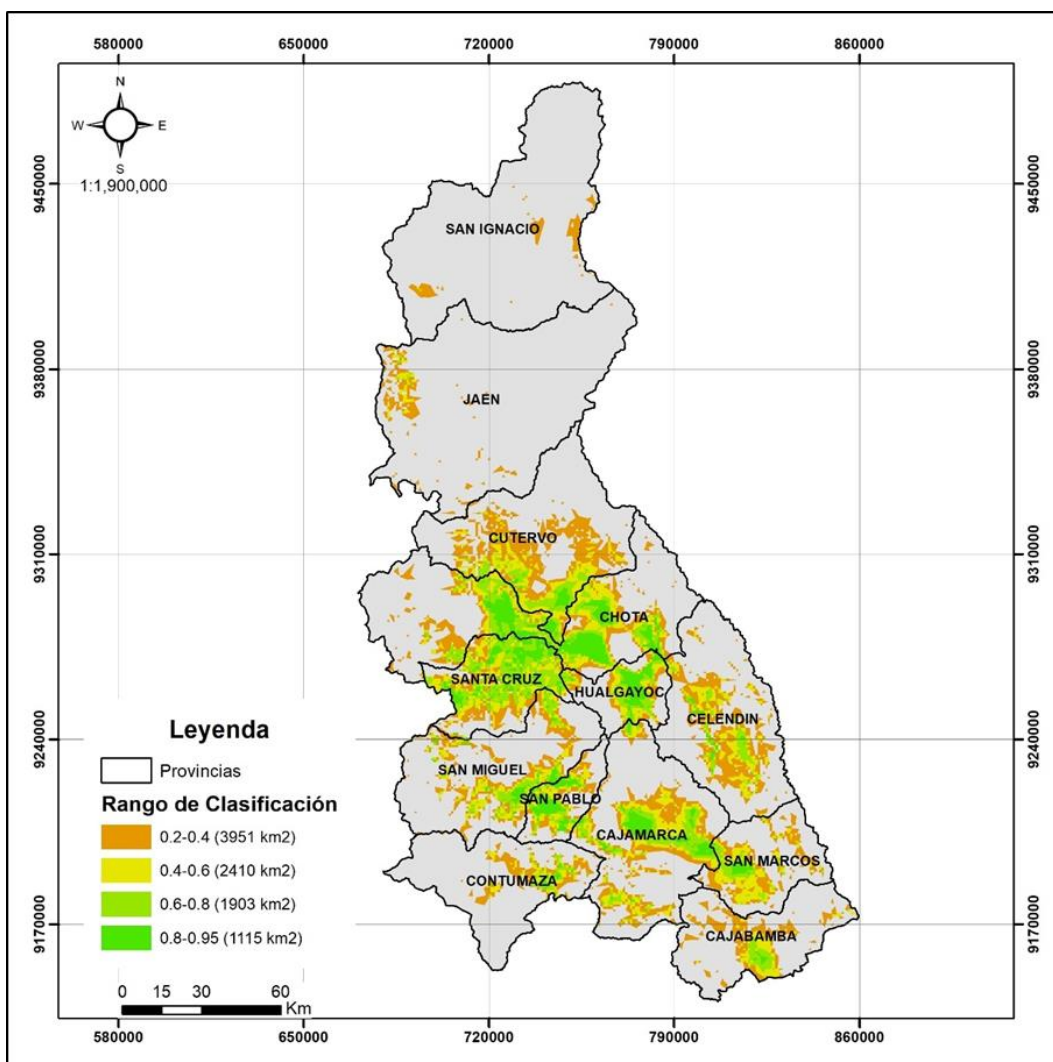 580000 650000 720000 790000 860000
N
W E
S
1:1,900,000
9450000 9450000
SAN IGNACIO
9380000 9380000
JAEN
9310000 9310000
CUTERVO
CHOTA
SANTA CRUZ
HUALGAYOC
CELENDIN
9240000 9240000
SAN MIGUEL
SAN PABLO
CAJAMARCA
SAN MARCOS
CONTUMAZA
9170000 9170000
CAJABAMBA
Leyenda
Provincias
Rango de Clasificación
0.2-0.4 (3951 km2)
0.4-0.6 (2410 km2)
0.6-0.8 (1903 km2)
0.8-0.95 (1115 km2)
0 15 30 60
Km
580000 650000 720000 790000 860000